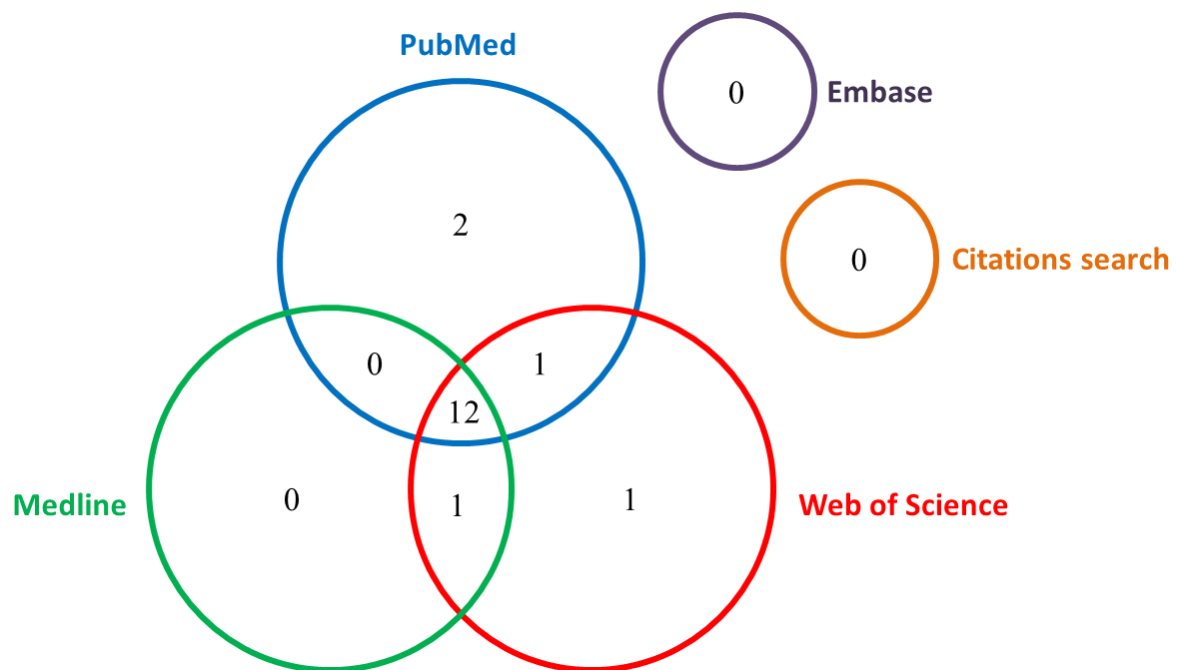 PubMed
0
Embase
2
0
Citations search
0
1
12
Medline
0
1
1
Web of Science